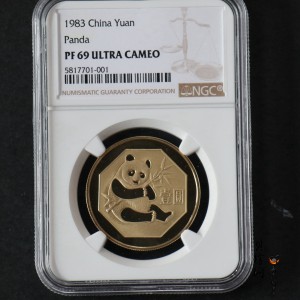 1983 China Yuan
Panda
PF 69 ULTRA CAMEO
5817701-001
NUMISMATIC GUARANTY CORPORATION
NGC®
壹圆